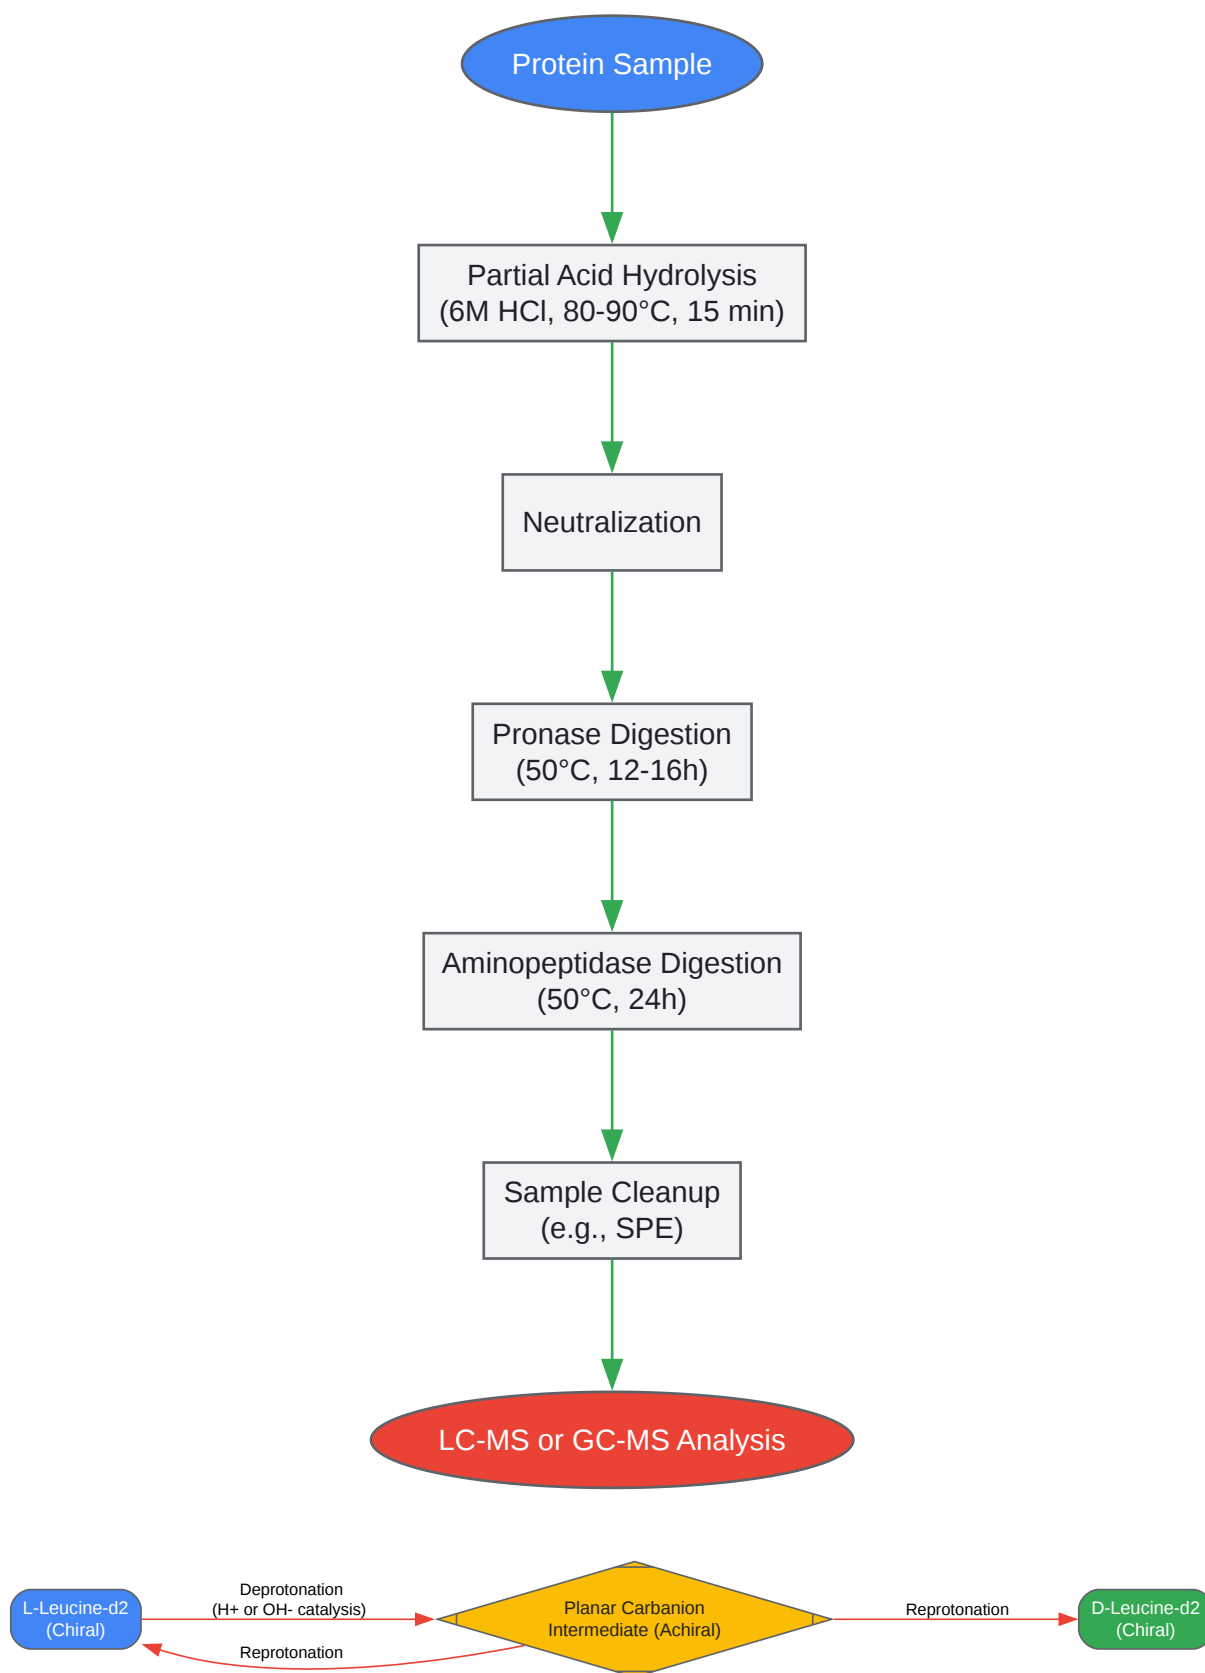 Protein Sample
Partial Acid Hydrolysis
(6M HCl, 80-90°C, 15 min)
Neutralization
Pronase Digestion
(50°C, 12-16h)
Aminopeptidase Digestion
(50°C, 24h)
Sample Cleanup
(e.g., SPE)
LC-MS or GC-MS Analysis
L-Leucine-d2
(Chiral)
Deprotonation
(H+ or OH- catalysis)
Reprotonation
Planar Carbanion
Intermediate (Achiral)
Reprotonation
D-Leucine-d2
(Chiral)